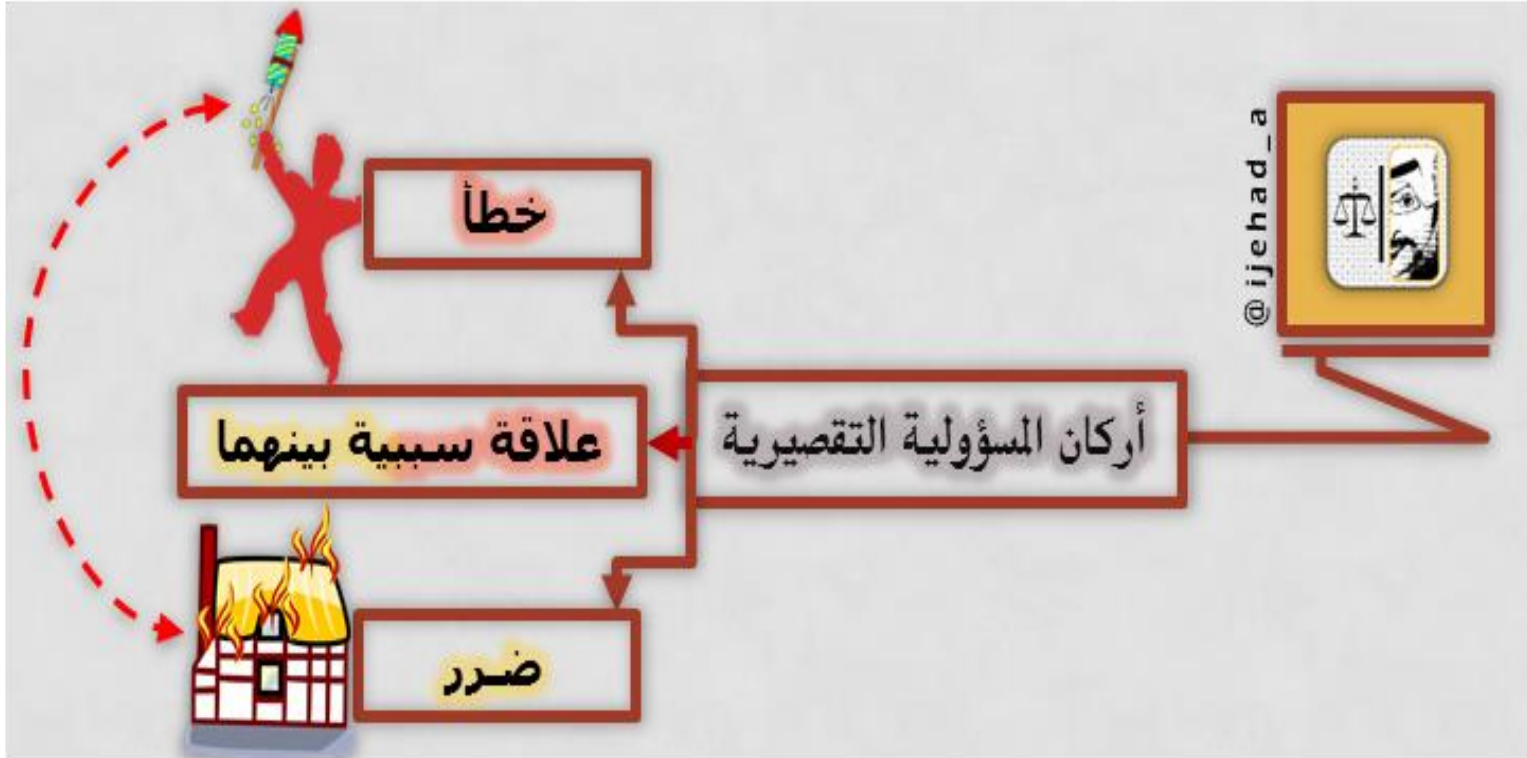 @ijehad_a
أركان المسؤولية التقصيرية
خطأ
علاقة سببية بينهما
ضـرر